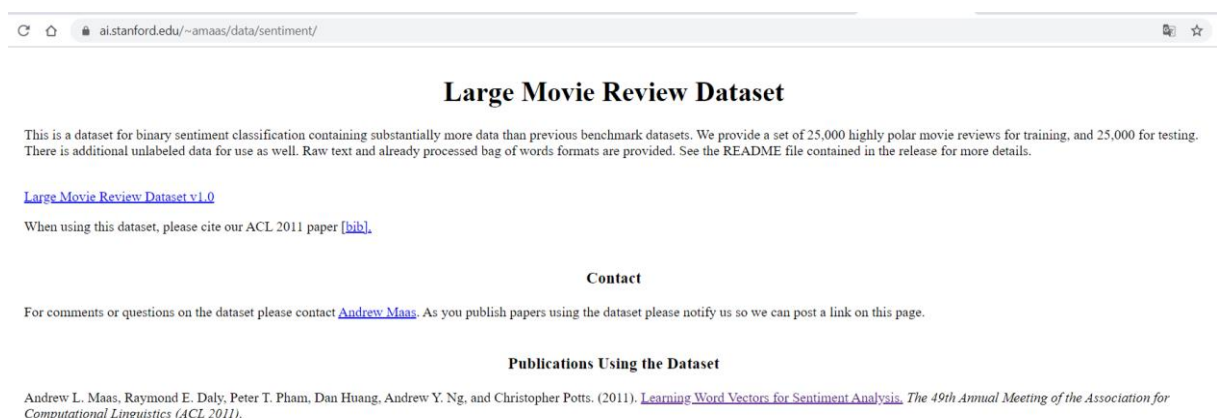 ai.stanford.edu/~amaas/data/sentiment/
Large Movie Review Dataset
This is a dataset for binary sentiment classification containing substantially more data than previous benchmark datasets. We provide a set of 25,000 highly polar movie reviews for training, and 25,000 for testing.
There is additional unlabeled data for use as well. Raw text and already processed bag of words formats are provided. See the README file contained in the release for more details.
Large Movie Review Dataset v1.0
When using this dataset, please cite our ACL 2011 paper [bib].
Contact
For comments or questions on the dataset please contact Andrew Maas. As you publish papers using the dataset please notify us so we can post a link on this page.
Publications Using the Dataset
Andrew L. Maas, Raymond E. Daly, Peter T. Pham, Dan Huang, Andrew Y. Ng, and Christopher Potts. (2011). Learning Word Vectors for Sentiment Analysis. The 49th Annual Meeting of the Association for
Computational Linguistics (ACL 2011).